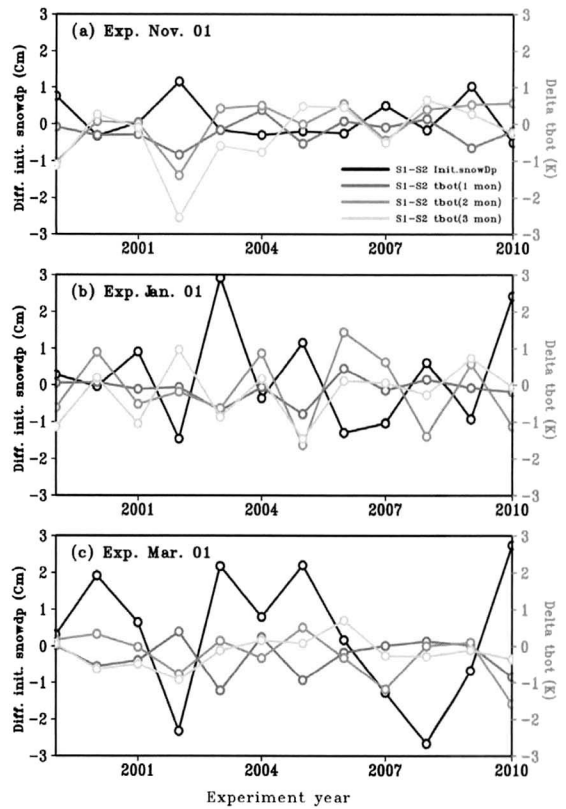 (a) Exp. Nov. 01
Diff. init. snowdp (Cm)
Delta tbot (K)
3
2
1
0
-1
-2
-3
3
2
1
0
-1
-2
-3
S1-S2 Init.snowDp
S1-S2 tbot(1 mon)
S1-S2 tbot(2 mon)
S1-S2 tbot(3 mon)
2001 2004 2007 2010
(b) Exp. Jan. 01
Diff. init. snowdp (Cm)
Delta tbot (K)
3
2
1
0
-1
-2
-3
3
2
1
0
-1
-2
-3
2001 2004 2007 2010
(c) Exp. Mar. 01
Diff. init. snowdp (Cm)
Delta tbot (K)
3
2
1
0
-1
-2
-3
3
2
1
0
-1
-2
-3
2001 2004 2007 2010
Experiment year